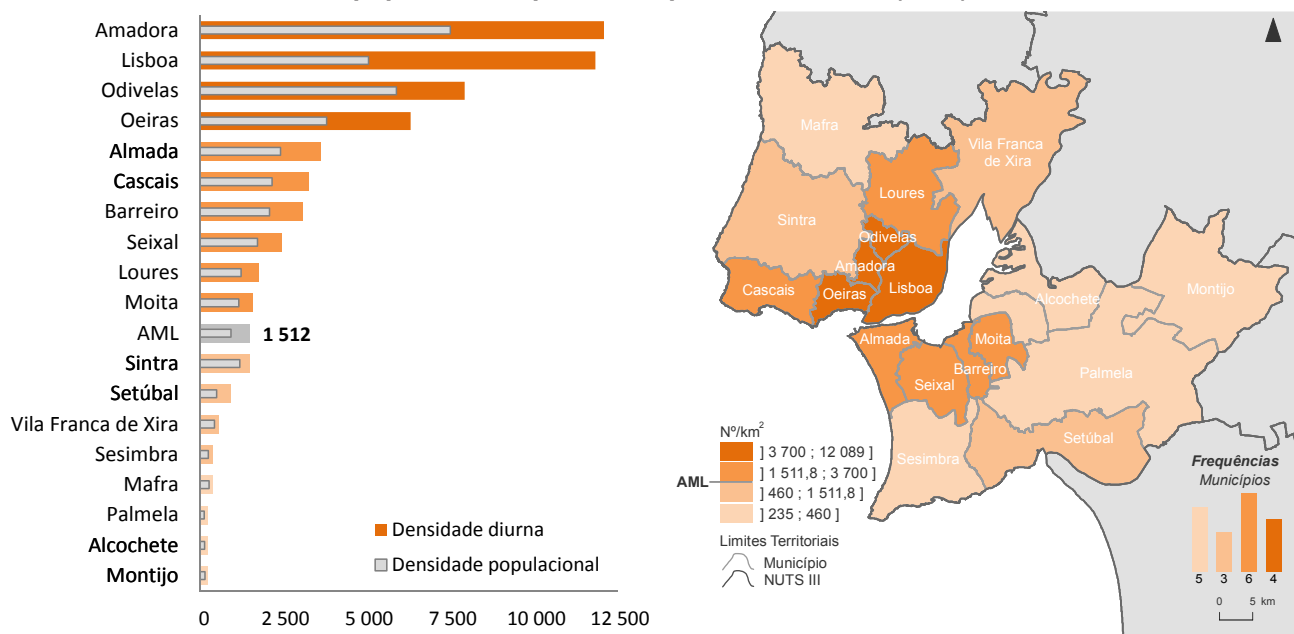 Amadora
Lisboa
Odivelas
Oeiras
Almada
Cascais
Barreiro
Seixal
Loures
Moita
AML 1 512
Sintra
Setúbal
Vila Franca de Xira
Sesimbra
Mafra
Palmela
Alcochete
Montijo
Densidade diurna
Densidade populacional
0 2 500 5 000 7 500 10 000 12 500
Mafra
Vila Franca
de Xira
Loures
Sintra
Odivelas
Amadora
Cascais
Oeiras
Lisboa
Alcochete
Montijo
Almada
Moita
Barreiro
Seixal
Palmela
Setúbal
Sesimbra
Nº/km²
] 3 700 ; 12 089 ]
] 1 511,8 ; 3 700 ]
AML
] 460 ; 1 511,8 ]
] 235 ; 460 ]
Limites Territoriais
Município
NUTS III
Frequências
Municípios
5 3 6 4
0 5 km